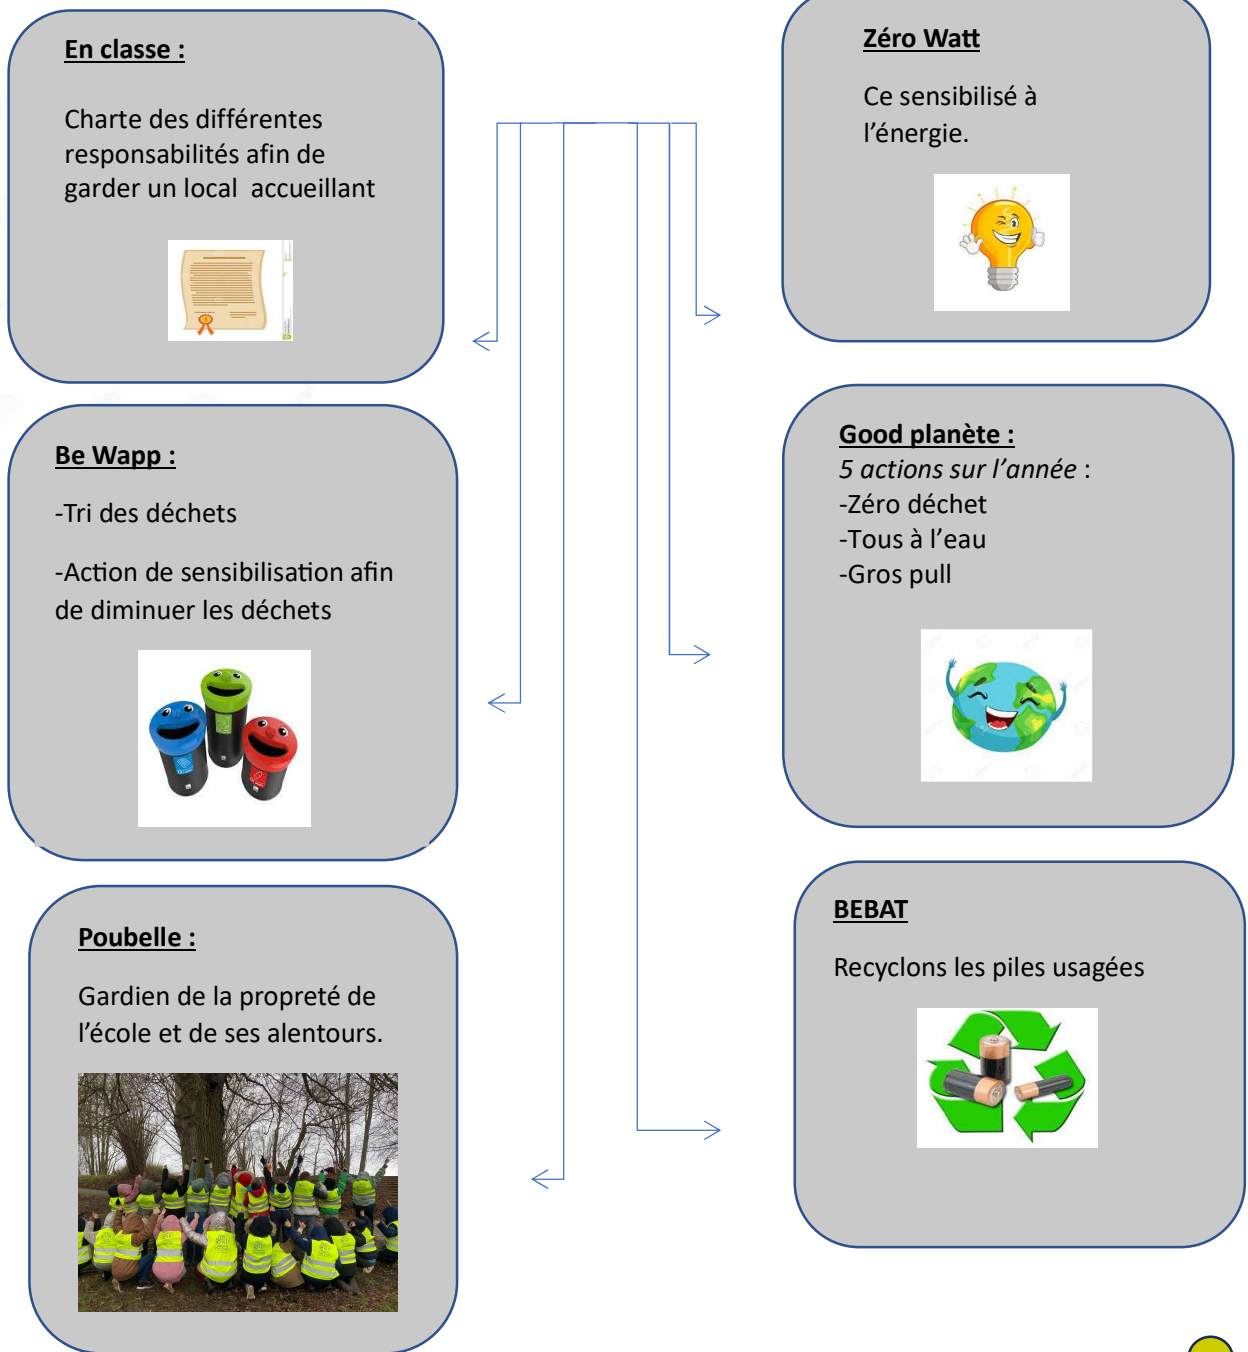 En classe :
Charte des différentes
responsabilités afin de
garder un local  accueillant
Zéro Watt
Ce sensibilisé à
l’énergie.
Be Wapp :
-Tri des déchets
-Action de sensibilisation afin
de diminuer les déchets
Good planète :
5 actions sur l’année :
-Zéro déchet
-Tous à l’eau
-Gros pull
Poubelle :
Gardien de la propreté de
l’école et de ses alentours.
BEBAT
Recyclons les piles usagées